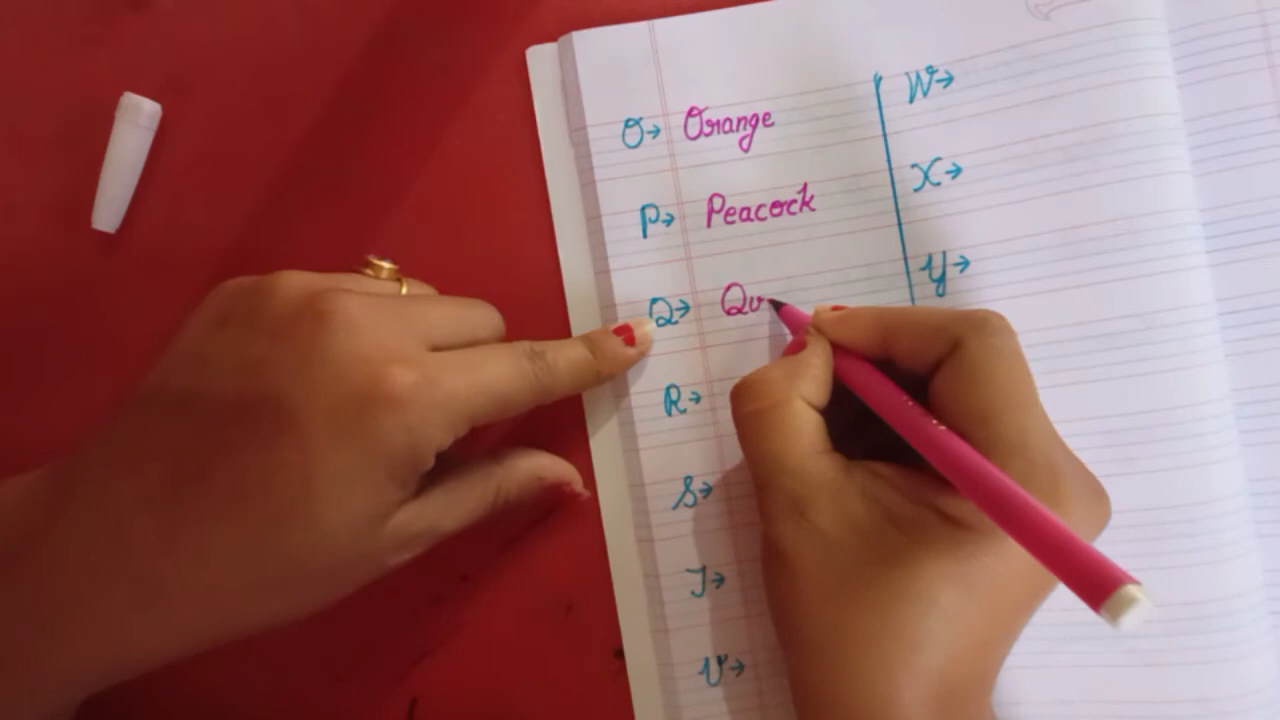 O→ Orange
P→ Peacock
Q→ Qu
R→
S→
T→
U→
W→
X→
Y→